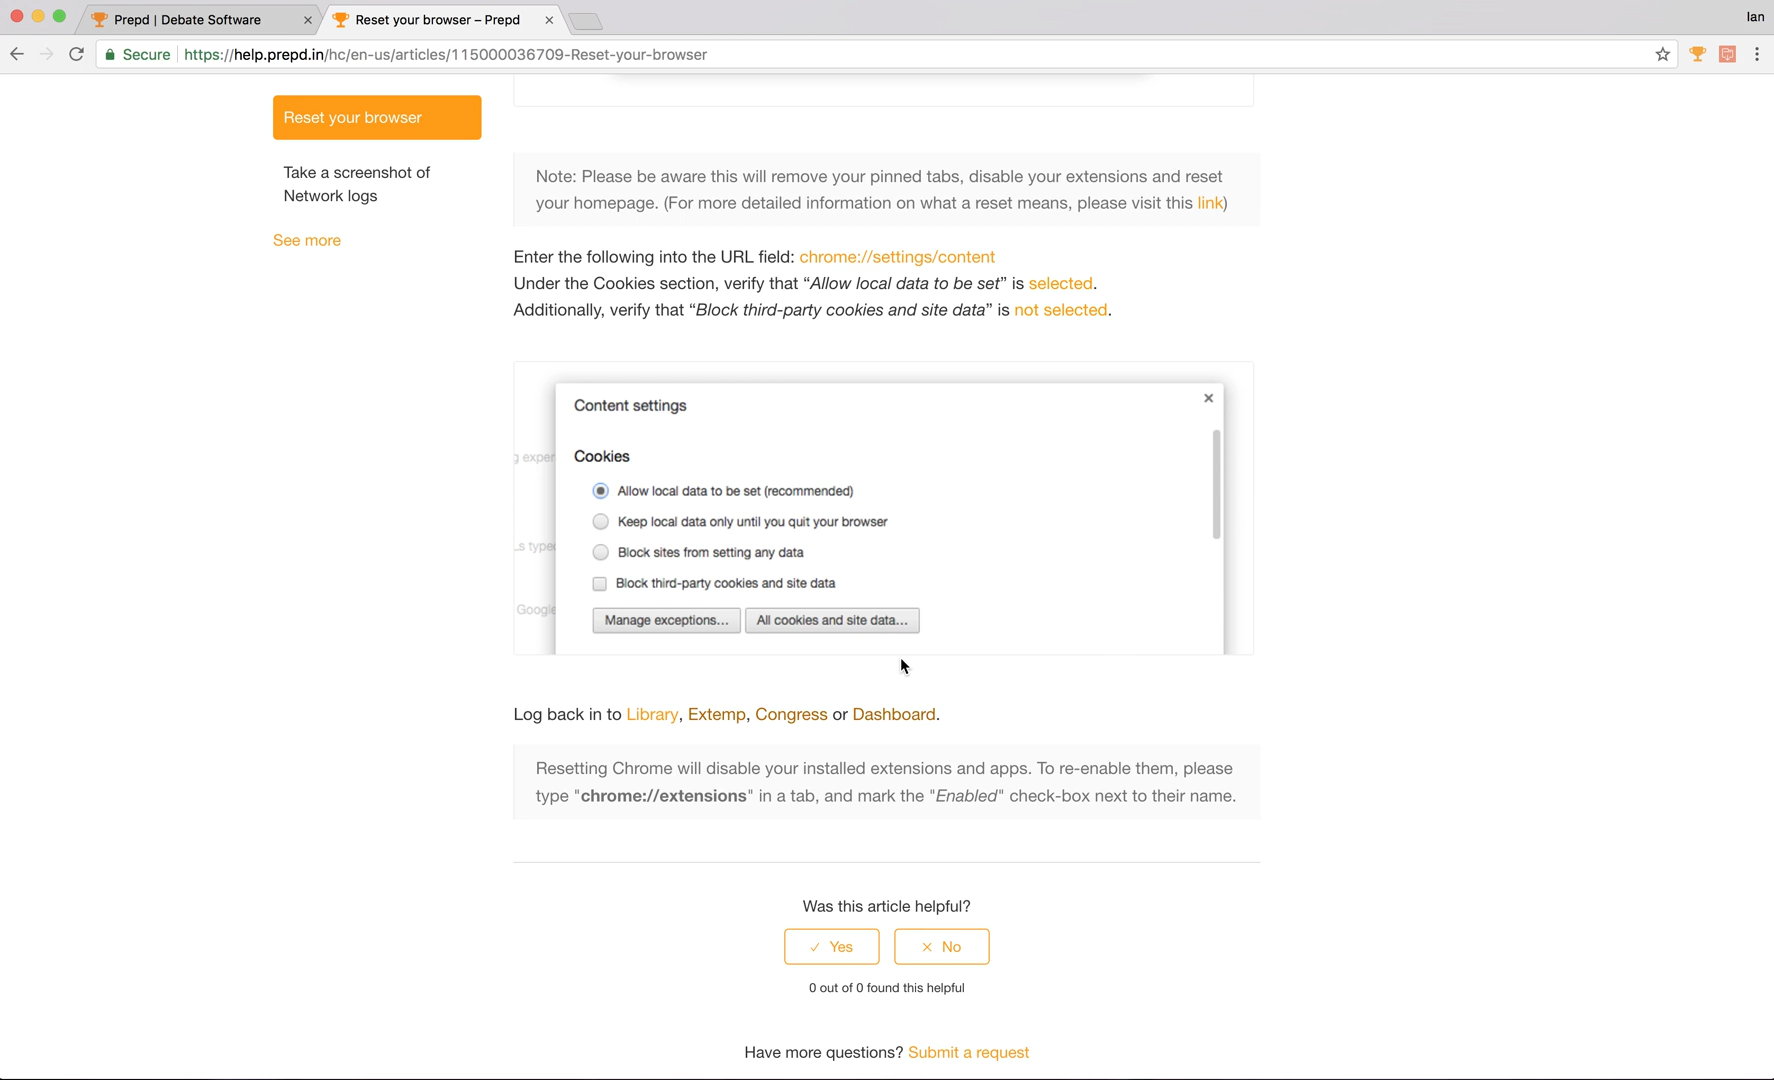 Prepd | Debate Software
Reset your browser – Prepd
Ian
Secure
https://help.prepd.in/hc/en-us/articles/115000036709-Reset-your-browser
Reset your browser
Take a screenshot of
Network logs
See more
Note: Please be aware this will remove your pinned tabs, disable your extensions and reset
your homepage. (For more detailed information on what a reset means, please visit this link)
Enter the following into the URL field: chrome://settings/content
Under the Cookies section, verify that “Allow local data to be set” is selected.
Additionally, verify that “Block third-party cookies and site data” is not selected.
Content settings
Cookies
g exper
Allow local data to be set (recommended)
Keep local data only until you quit your browser
Ls typed
Block sites from setting any data
Block third-party cookies and site data
Google
Manage exceptions...
All cookies and site data...
Log back in to Library, Extemp, Congress or Dashboard.
Resetting Chrome will disable your installed extensions and apps. To re-enable them, please
type "chrome://extensions" in a tab, and mark the "Enabled" check-box next to their name.
Was this article helpful?
Yes
No
0 out of 0 found this helpful
Have more questions? Submit a request